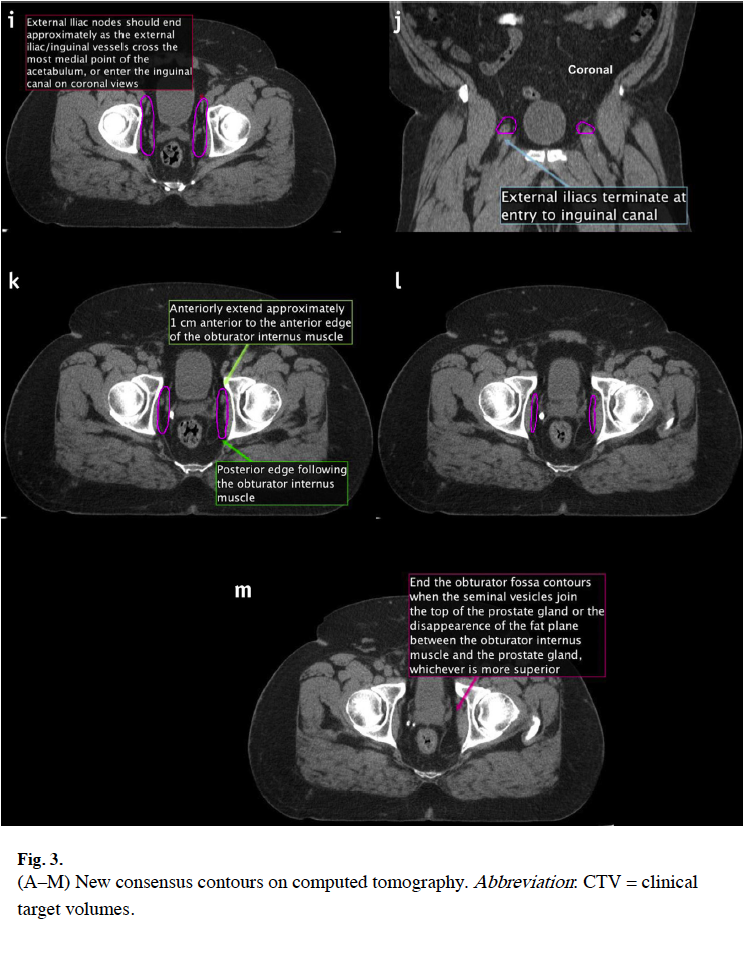 i
External Iliac nodes should end
approximately as the external
iliac/inguinal vessels cross the
most medial point of the
acetabulum, or enter the inguinal
canal on coronal views
j
Coronal
External iliacs terminate at
entry to inguinal canal
k
Anteriorly extend approximately
1 cm anterior to the anterior edge
of the obturator internus muscle
Posterior edge following
the obturator internus
muscle
l
m
End the obturator fossa contours
when the seminal vesicles join
the top of the prostate gland or the
disappearence of the fat plane
between the obturator internus
muscle and the prostate gland,
whichever is more superior
Fig. 3.
(A–M) New consensus contours on computed tomography. Abbreviation: CTV = clinical
target volumes.